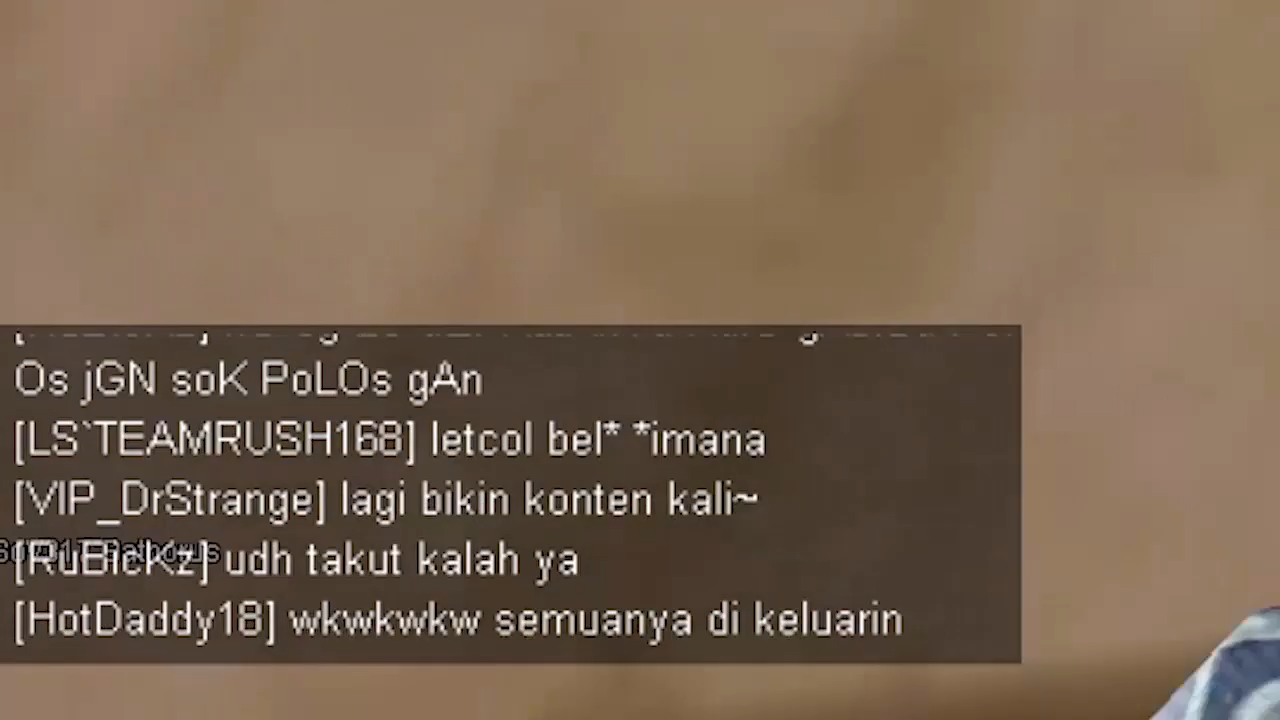 Os jGN soK PoLOs gAn
[LS`TEAMRUSH168] letcol bel* *imana
[VIP_DrStrange] lagi bikin konten kali~
[RuBIcKz] udh takut kalah ya
[HotDaddy18] wkwkwkw semuanya di keluarin